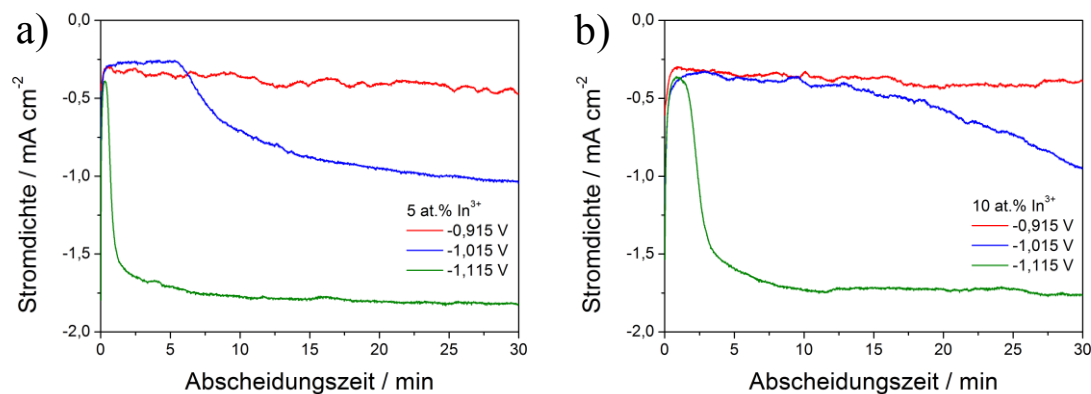 a)
Stromdichte / mA cm-2
0,0
-0,5
-1,0
-1,5
-2,0
5 at.% In3+
-0,915 V
-1,015 V
-1,115 V
0 5 10 15 20 25 30
Abscheidungszeit / min
b)
Stromdichte / mA cm-2
0,0
-0,5
-1,0
-1,5
-2,0
10 at.% In3+
-0,915 V
-1,015 V
-1,115 V
0 5 10 15 20 25 30
Abscheidungszeit / min